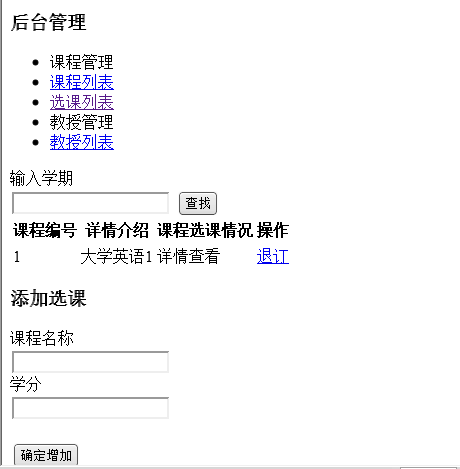 后台管理
课程管理
课程列表
选课列表
教授管理
教授列表
输入学期
查找
课程编号 详情介绍 课程选课情况 操作
1 大学英语1 详情查看 退订
添加选课
课程名称
学分
确定增加